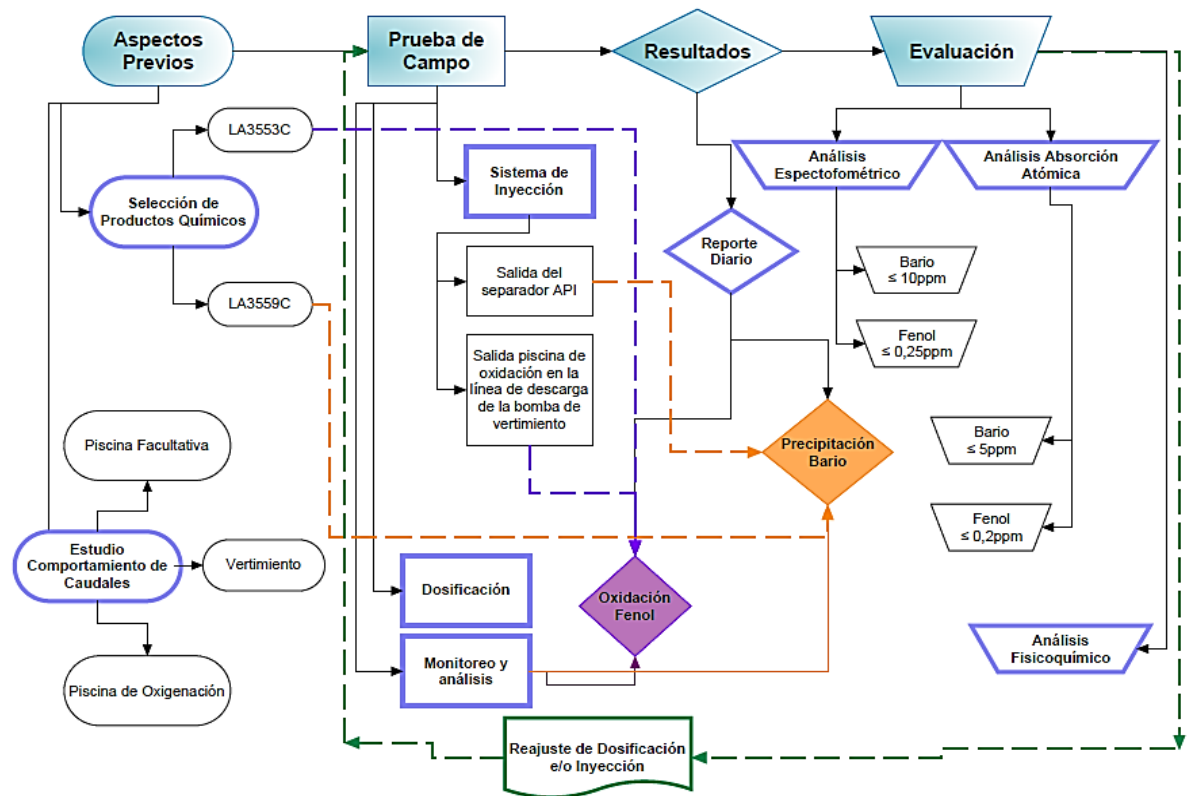 Aspectos
Previos
Prueba de
Campo
Resultados
Evaluación
LA3553C
Selección de
Productos Químicos
LA3559C
Sistema de
Inyección
Salida del
separador API
Salida piscina de
oxidación en la
línea de descarga
de la bomba de
vertimiento
Reporte
Diario
Análisis
Espectofométrico
Análisis Absorción
Atómica
Bario
≤ 10ppm
Fenol
≤ 0,25ppm
Bario
≤ 5ppm
Fenol
≤ 0,2ppm
Precipitación
Bario
Piscina Facultativa
Estudio
Comportamiento de
Caudales
Vertimiento
Piscina de Oxigenación
Dosificación
Monitoreo y
análisis
Oxidación
Fenol
Análisis
Fisicoquímico
Reajuste de Dosificación
e/o Inyección